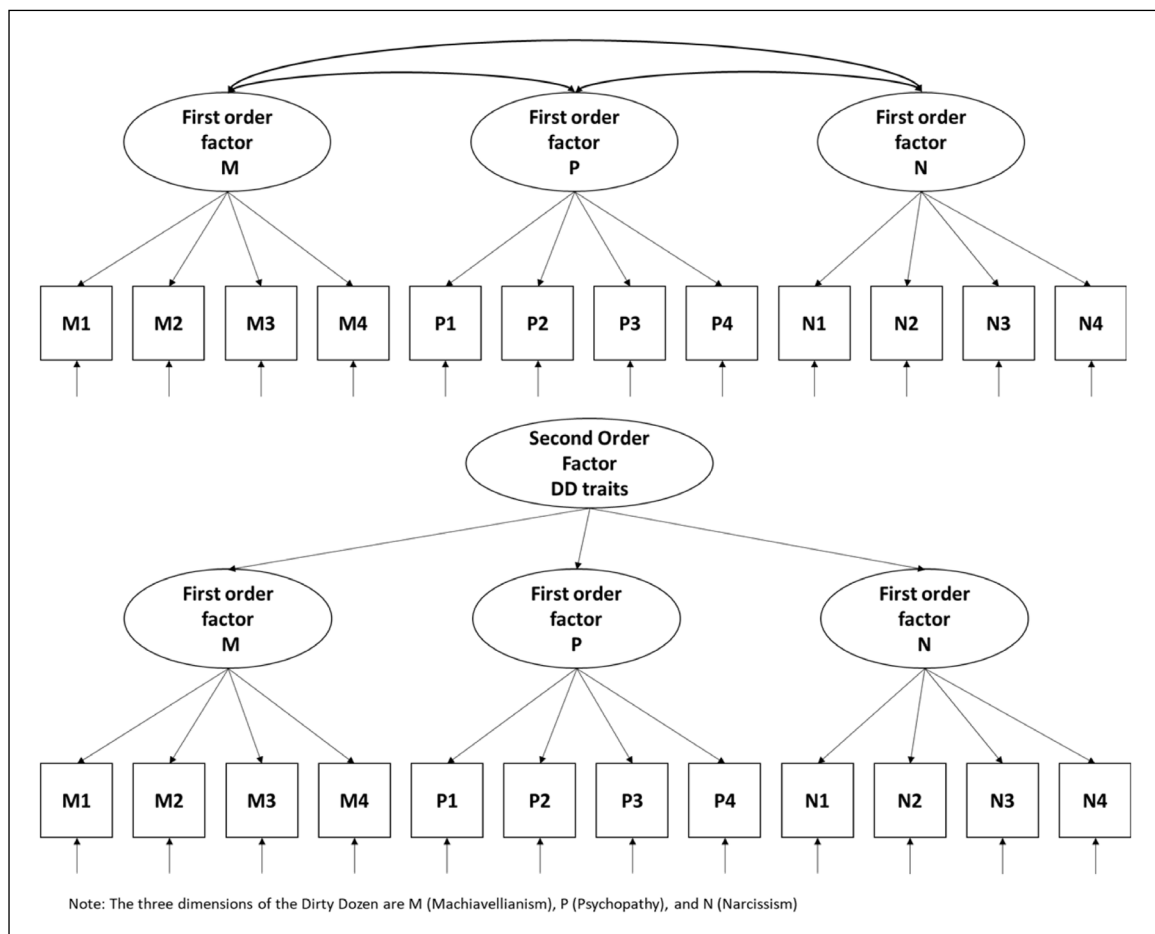 First order
factor
M
First order
factor
P
First order
factor
N
M1 M2 M3 M4 P1 P2 P3 P4 N1 N2 N3 N4
Second Order
Factor
DD traits
First order
factor
M
First order
factor
P
First order
factor
N
M1 M2 M3 M4 P1 P2 P3 P4 N1 N2 N3 N4
Note: The three dimensions of the Dirty Dozen are M (Machiavellianism), P (Psychopathy), and N (Narcissism)